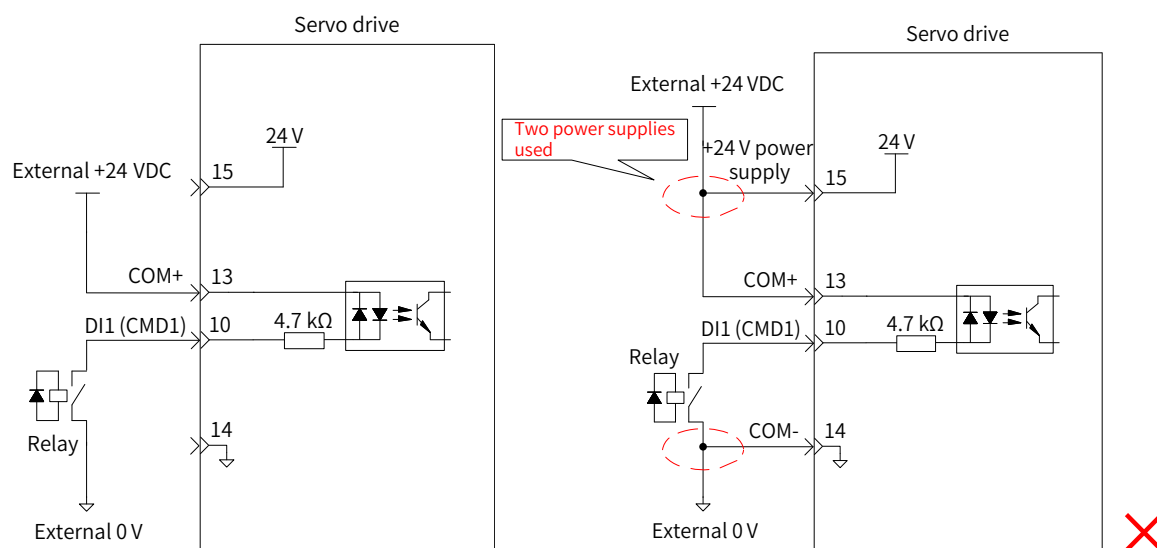 Servo drive
External +24 VDC
24 V
15
COM+
13
DI1 (CMD1)
10
4.7 kΩ
Relay
14
External 0 V
Servo drive
External +24 VDC
Two power supplies
used
+24 V power
supply
24 V
15
COM+
13
DI1 (CMD1)
10
4.7 kΩ
Relay
COM-
14
External 0 V